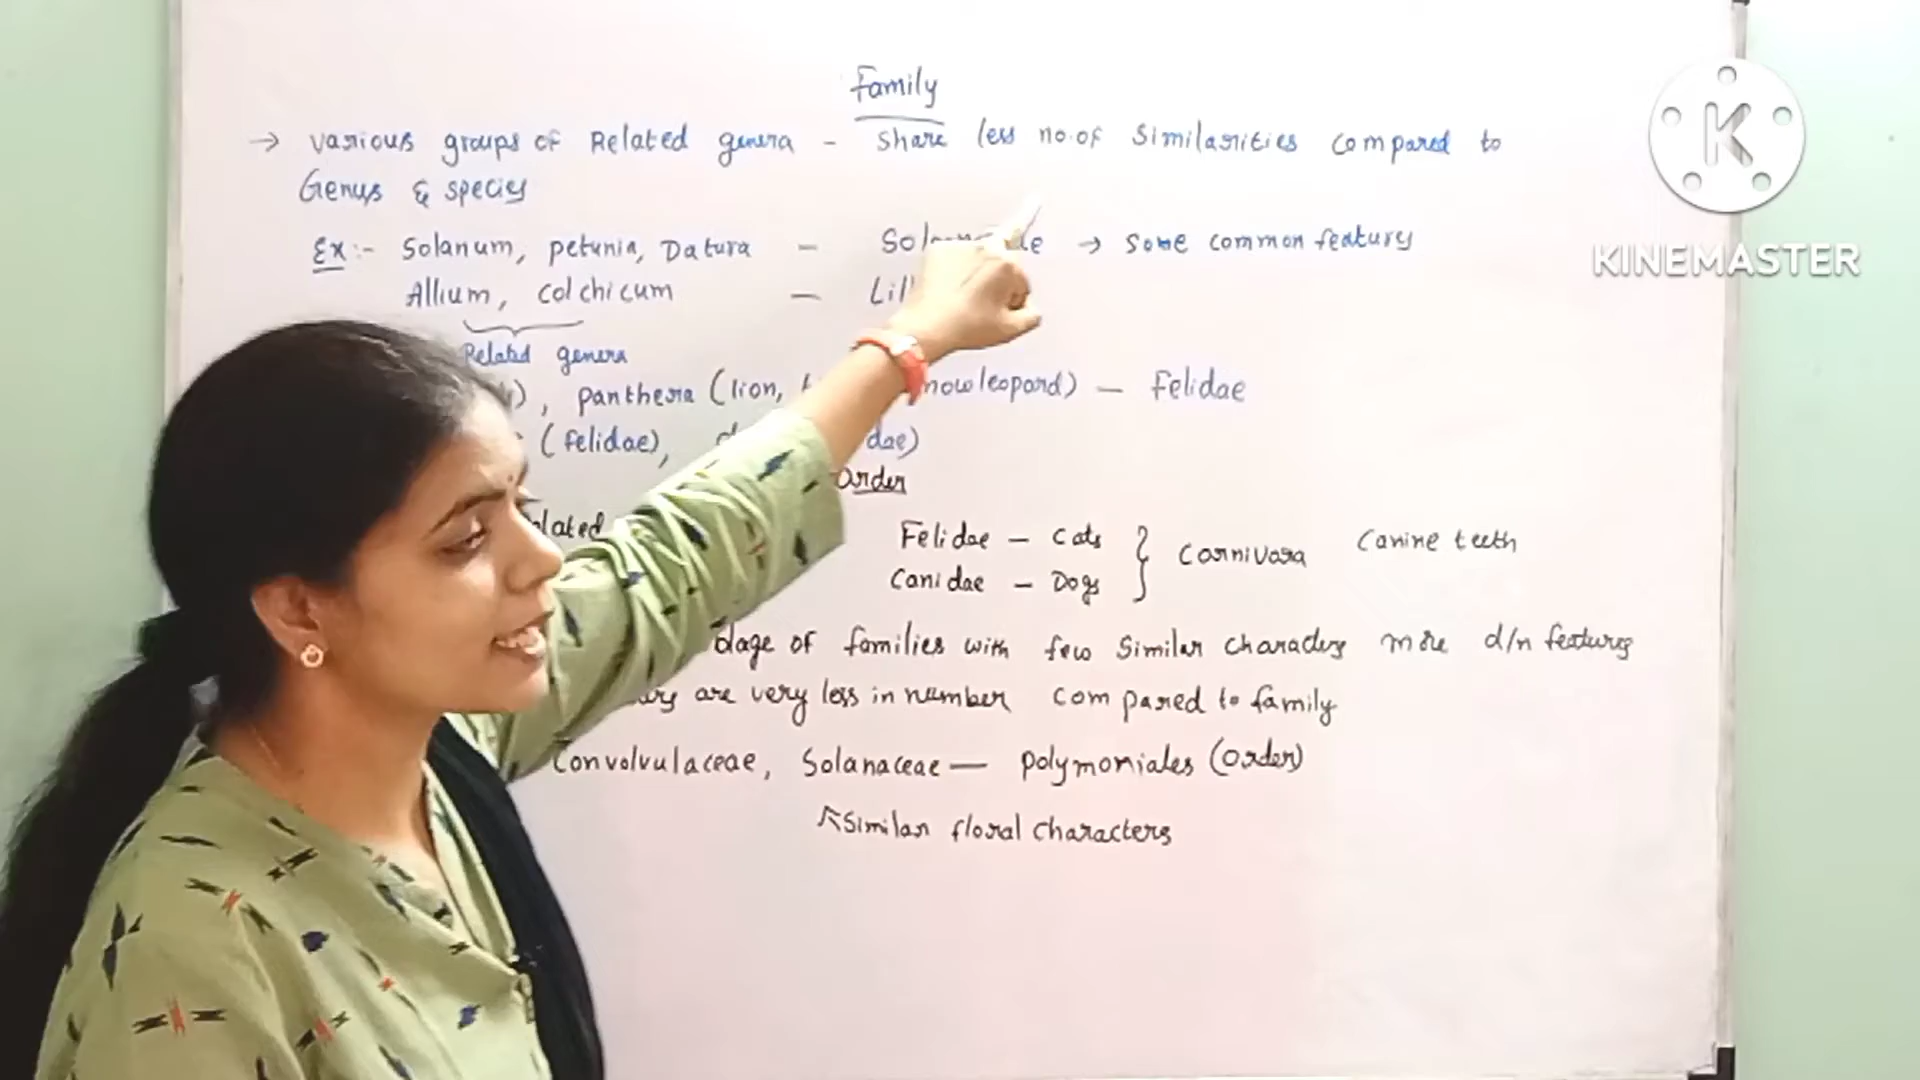 Family
→ Various groups of Related genera - Share less no. of Similarities compared to
Genus & species
Ex:- Solanum, petunia, Datura - → some common features
Allium, colchicum -
Related genera
, panthera (lion, snowleopard) - Felidae
(felidae),
Order
Felidae - Cats
Canidae - Dogs } Carnivara Canine teeth
of families with few Similar characters more d/n features
are very less in number compared to family
Convolvulaceae, Solanaceae - polymoniales (Order)
Similar floral characters
K
KINEMASTER